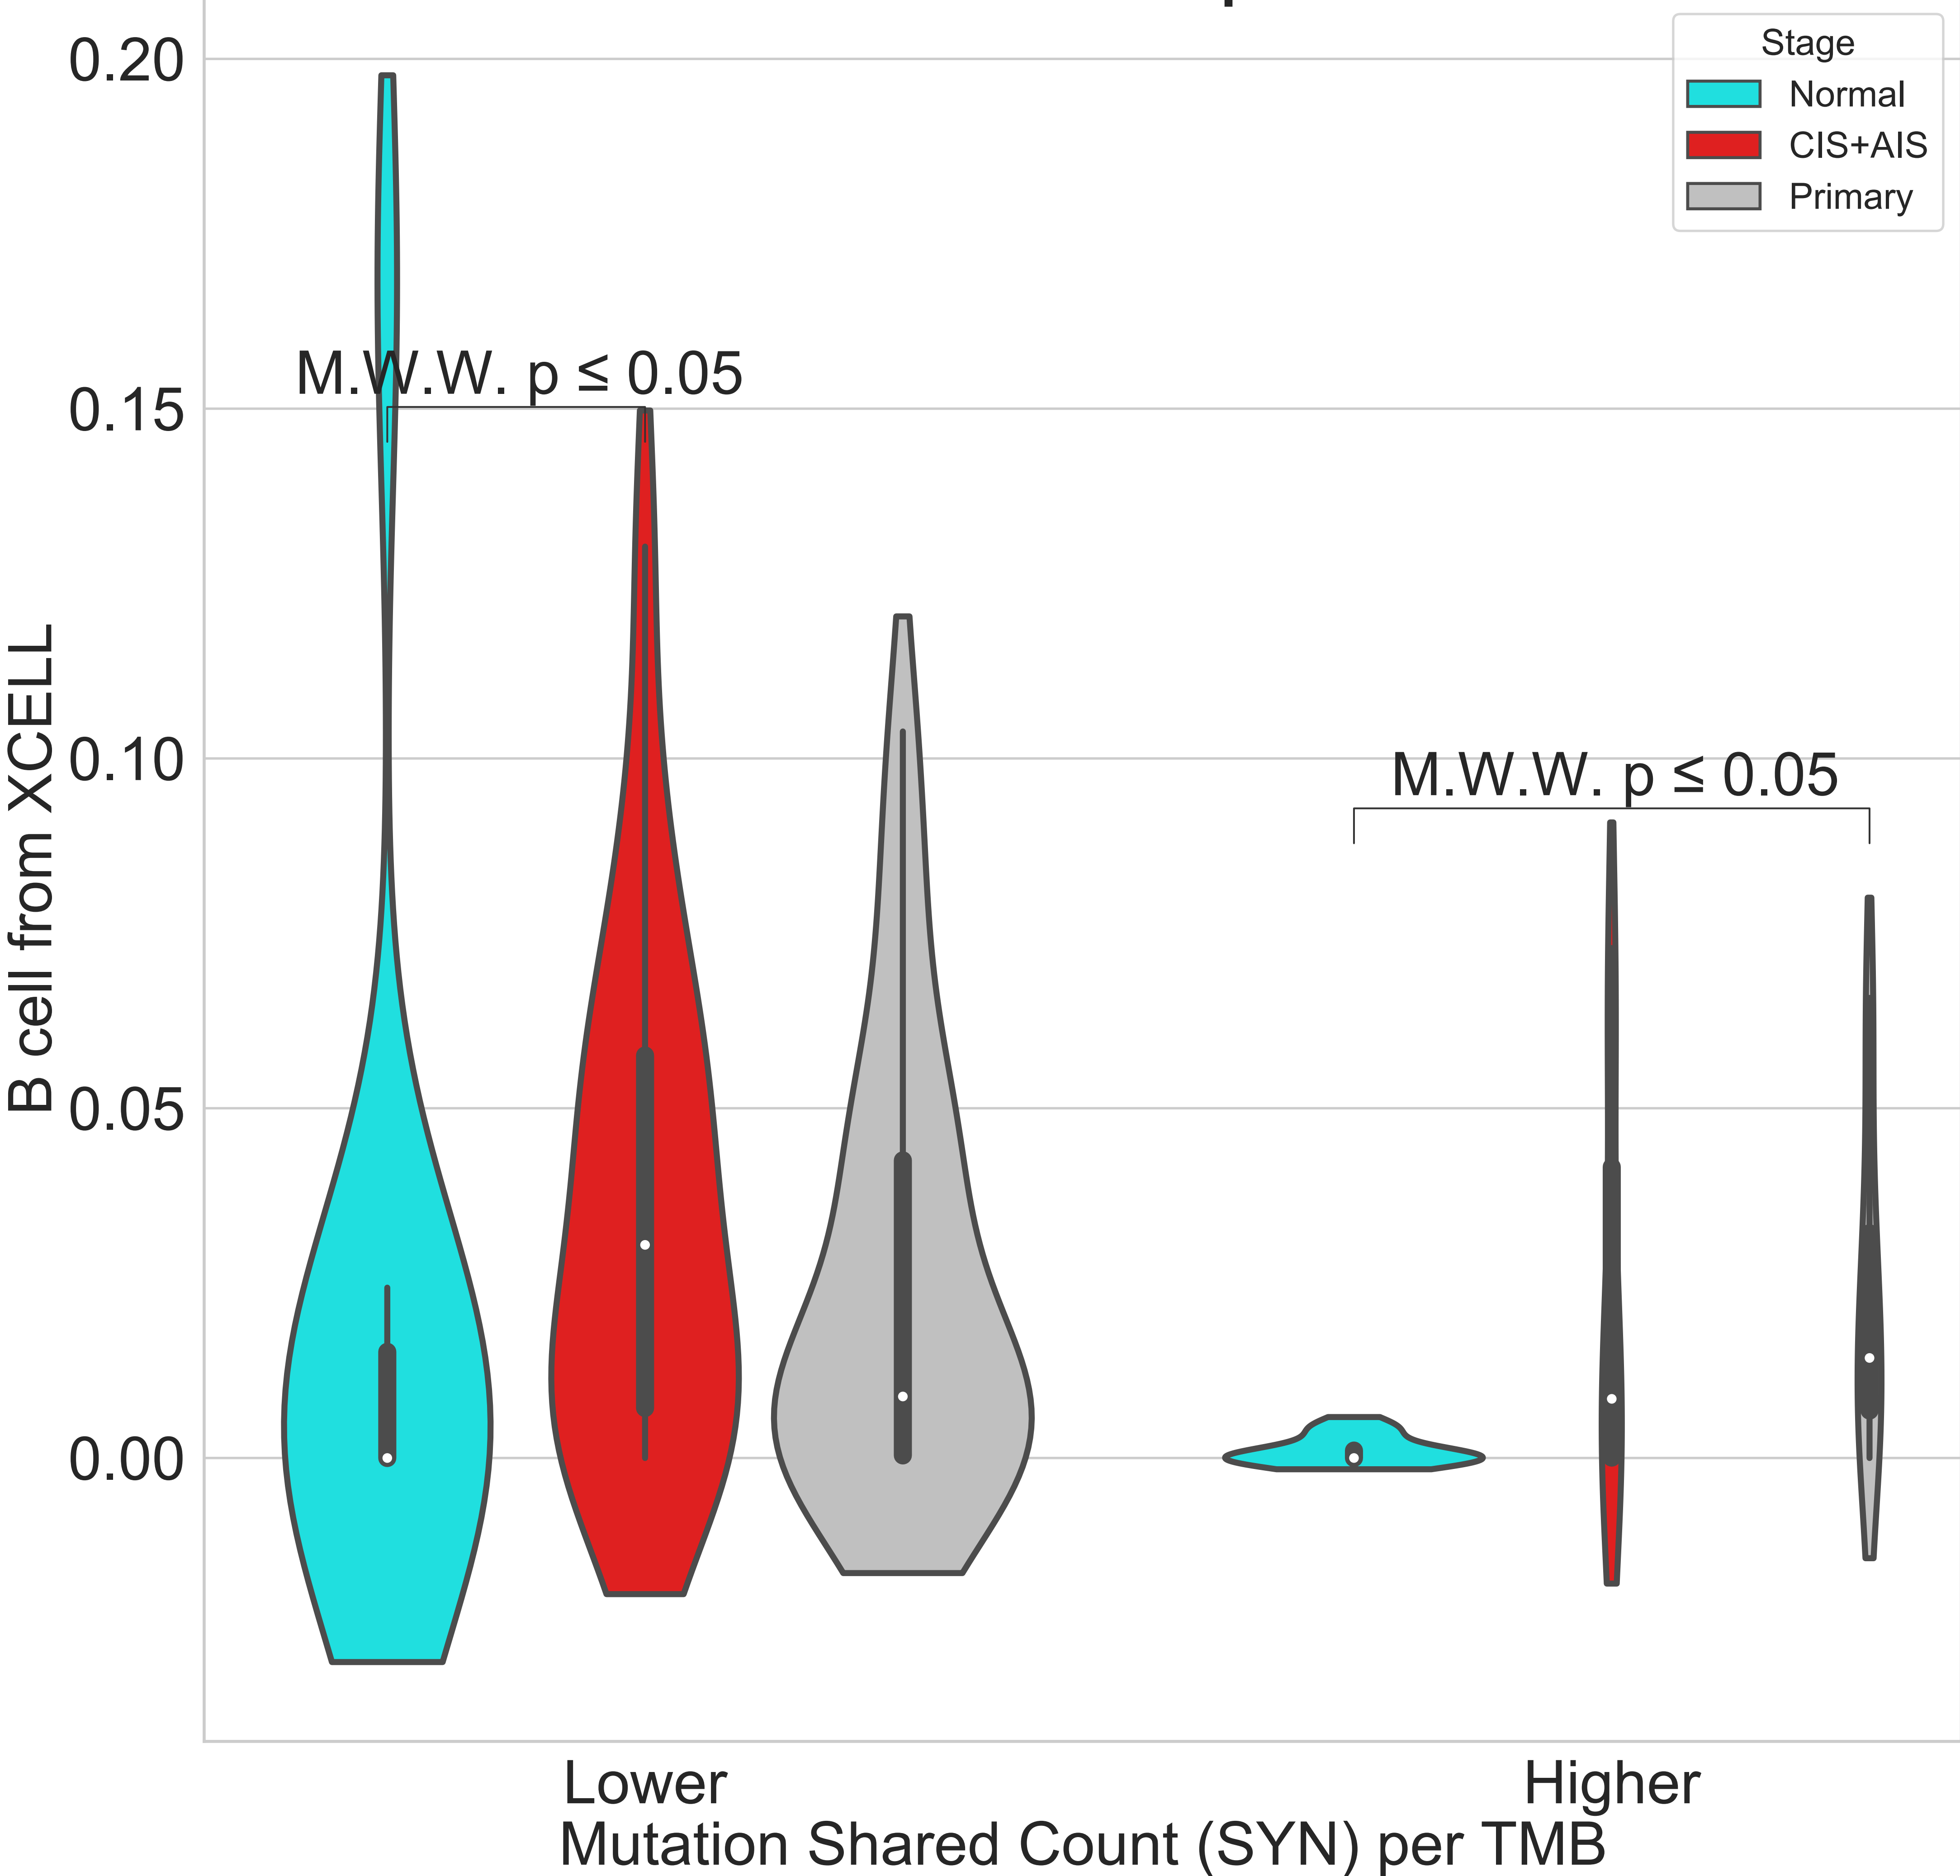 Stage
Normal
CIS+AIS
Primary
0.20
0.15
0.10
0.05
0.00
B cell from XCELL
M.W.W. p ≤ 0.05
M.W.W. p ≤ 0.05
Lower
Higher
Mutation Shared Count (SYN) per TMB